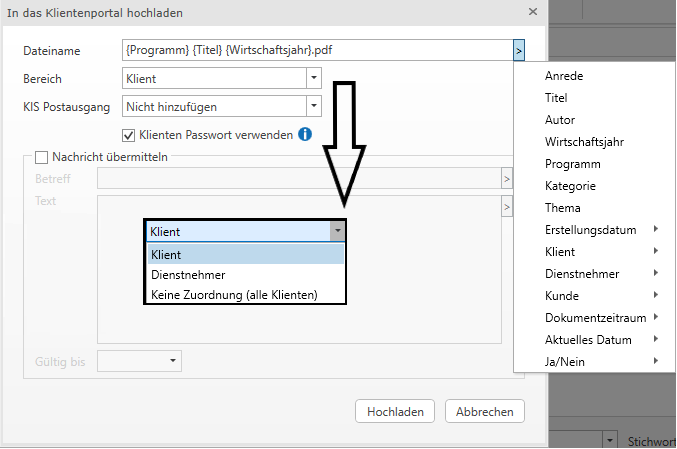 In das Klientenportal hochladen
Dateiname
{Programm} {Titel} {Wirtschaftsjahr}.pdf
Bereich
Klient
KIS Postausgang
Nicht hinzufügen
Klienten Passwort verwenden
Nachricht übermitteln
Betreff
Text
Klient
Klient
Dienstnehmer
Keine Zuordnung (alle Klienten)
Gültig bis
Hochladen
Abbrechen
Anrede
Titel
Autor
Wirtschaftsjahr
Programm
Kategorie
Thema
Erstellungsdatum
Klient
Dienstnehmer
Kunde
Dokumentzeitraum
Aktuelles Datum
Ja/Nein
Stichwort